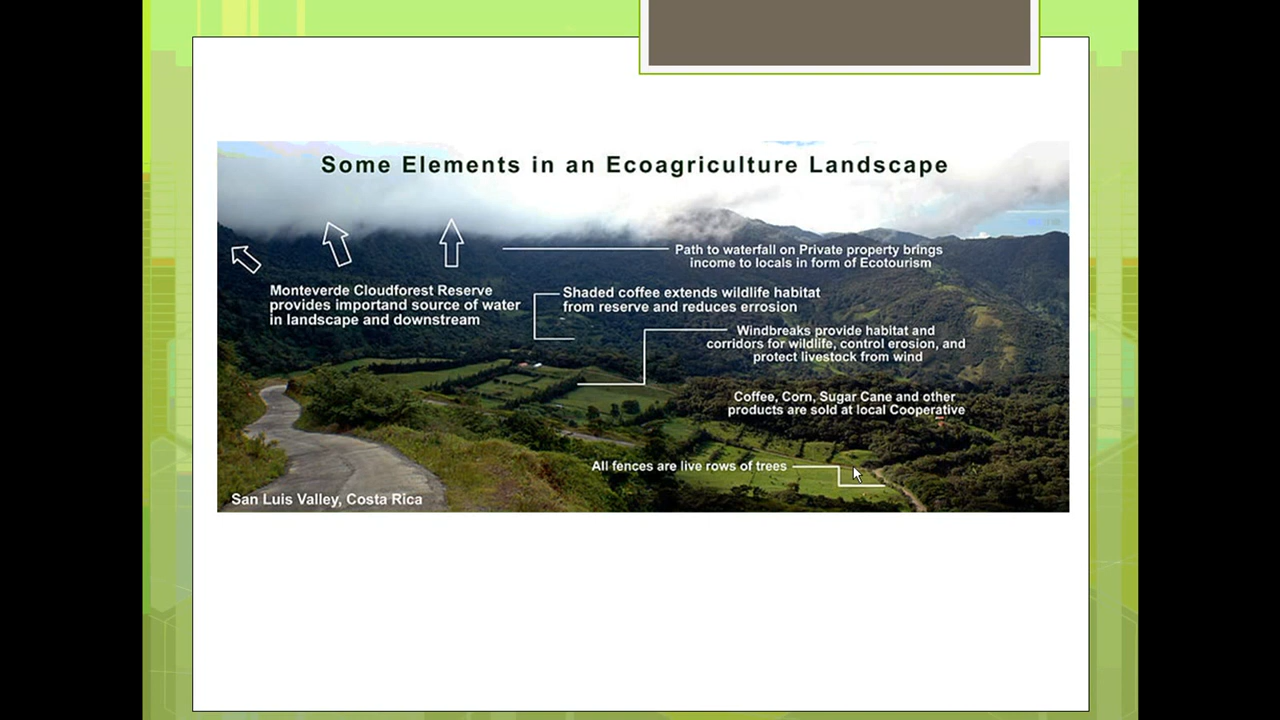 Some Elements in an Ecoagriculture Landscape
Path to waterfall on Private property brings
income to locals in form of Ecotourism
Monteverde Cloudforest Reserve
provides importand source of water
in landscape and downstream
Shaded coffee extends wildlife habitat
from reserve and reduces errosion
Windbreaks provide habitat and
corridors for wildlife, control erosion, and
protect livestock from wind
Coffee, Corn, Sugar Cane and other
products are sold at local Cooperative
All fences are live rows of trees
San Luis Valley, Costa Rica